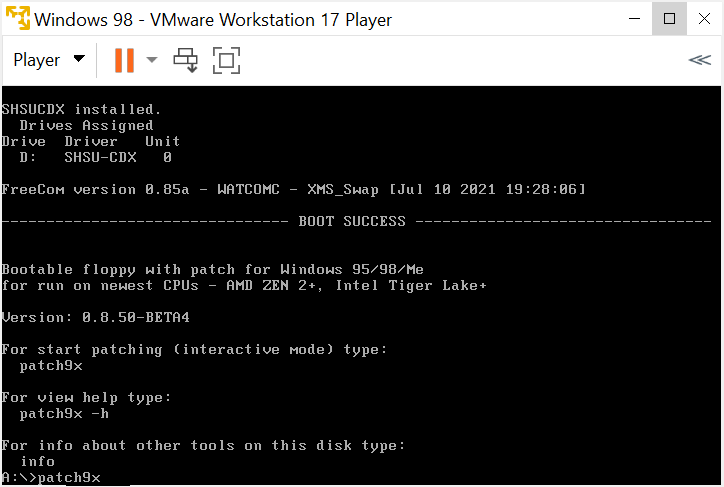 Windows 98 - VMware Workstation 17 Player
Player
SHSUCDX installed.
Drives Assigned
Drive Driver Unit
D: SHSU-CDX 0
FreeCom version 0.85a - WATCOMC - XMS_Swap [Jul 10 2021 19:28:06]
-------------------------------- BOOT SUCCESS ---------------------------------
Bootable floppy with patch for Windows 95/98/Me
for run on newest CPUs - AMD ZEN 2+, Intel Tiger Lake+
Version: 0.8.50-BETA4
For start patching (interactive mode) type:
patch9x
For view help type:
patch9x -h
For info about other tools on this disk type:
info
A:\>patch9x